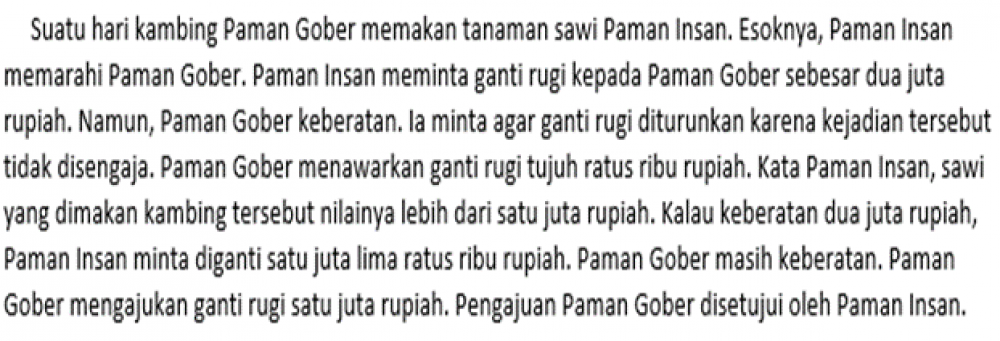 Suatu hari kambing Paman Gober memakan tanaman sawi Paman Insan. Esoknya, Paman Insan
memarahi Paman Gober. Paman Insan meminta ganti rugi kepada Paman Gober sebesar dua juta
rupiah. Namun, Paman Gober keberatan. Ia minta agar ganti rugi diturunkan karena kejadian tersebut
tidak disengaja. Paman Gober menawarkan ganti rugi tujuh ratus ribu rupiah. Kata Paman Insan, sawi
yang dimakan kambing tersebut nilainya lebih dari satu juta rupiah. Kalau keberatan dua juta rupiah,
Paman Insan minta diganti satu juta lima ratus ribu rupiah. Paman Gober masih keberatan. Paman
Gober mengajukan ganti rugi satu juta rupiah. Pengajuan Paman Gober disetujui oleh Paman Insan.